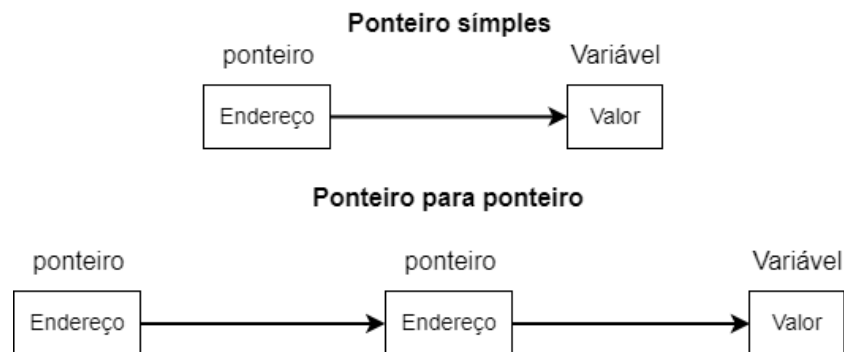 Ponteiro símples
ponteiro Variável
Endereço Valor
Ponteiro para ponteiro
ponteiro ponteiro Variável
Endereço Endereço Valor